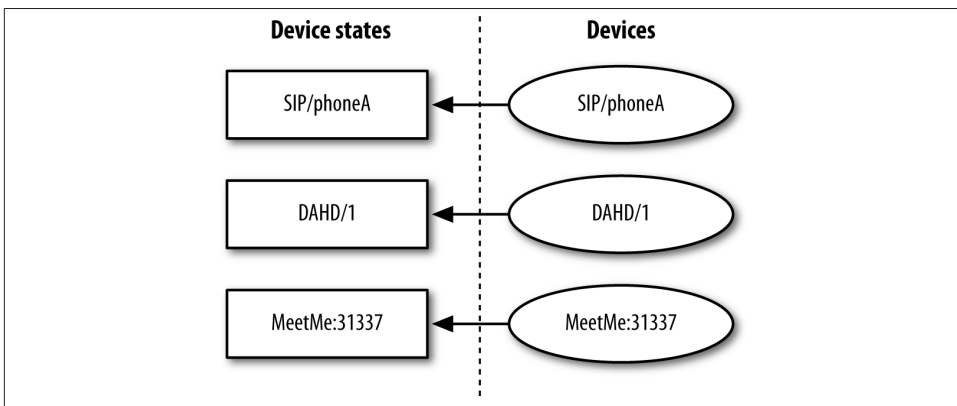 Device states
Devices
SIP/phoneA
SIP/phoneA
DAHD/1
DAHD/1
MeetMe:31337
MeetMe:31337